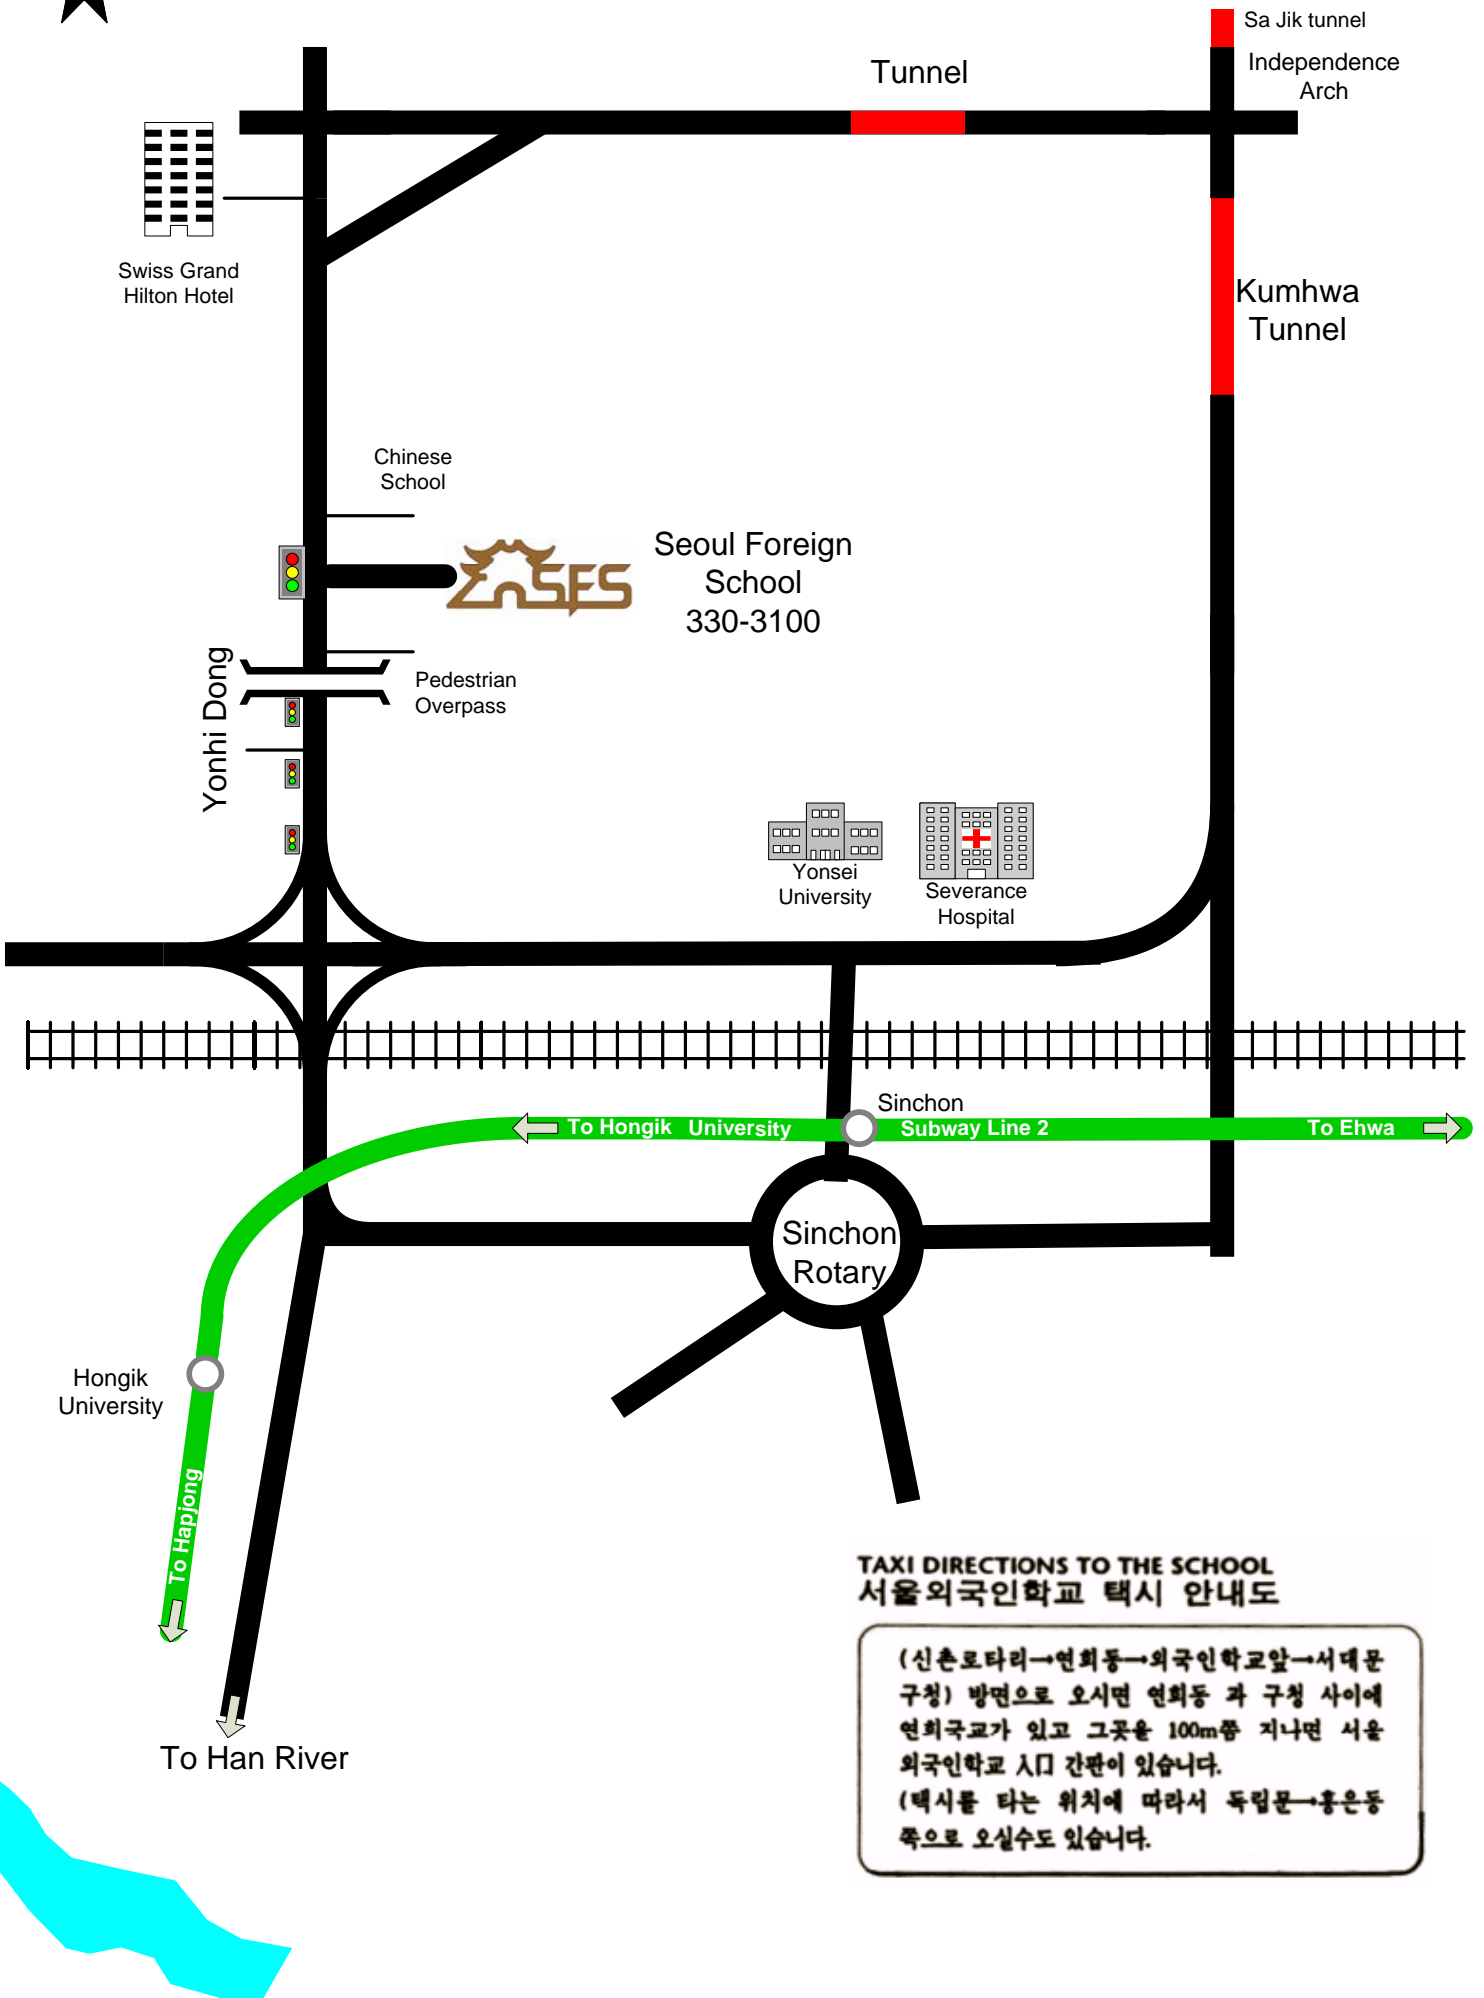 Sa Jik tunnel
Independence
Arch
Tunnel
Swiss Grand
Hilton Hotel
Kumhwa
Tunnel
Chinese
School
SFS
Seoul Foreign
School
330-3100
Yonhi Dong
Pedestrian
Overpass
Yonsei
University
Severance
Hospital
Sinchon
To Hongik University
Subway Line 2
To Ehwa
Sinchon
Rotary
Hongik
University
To Hapjong
To Han River
TAXI DIRECTIONS TO THE SCHOOL
서울외국인학교 택시 안내도
(신촌로타리→연희동→외국인학교앞→서대문
구청) 방면으로 오시면 연희동 과 구청 사이에
연희국교가 있고 그곳을 100m쯤 지나면 서울
외국인학교 入口 간판이 있습니다.
(택시를 타는 위치에 따라서 독립문→홍은동
쪽으로 오실수도 있습니다.